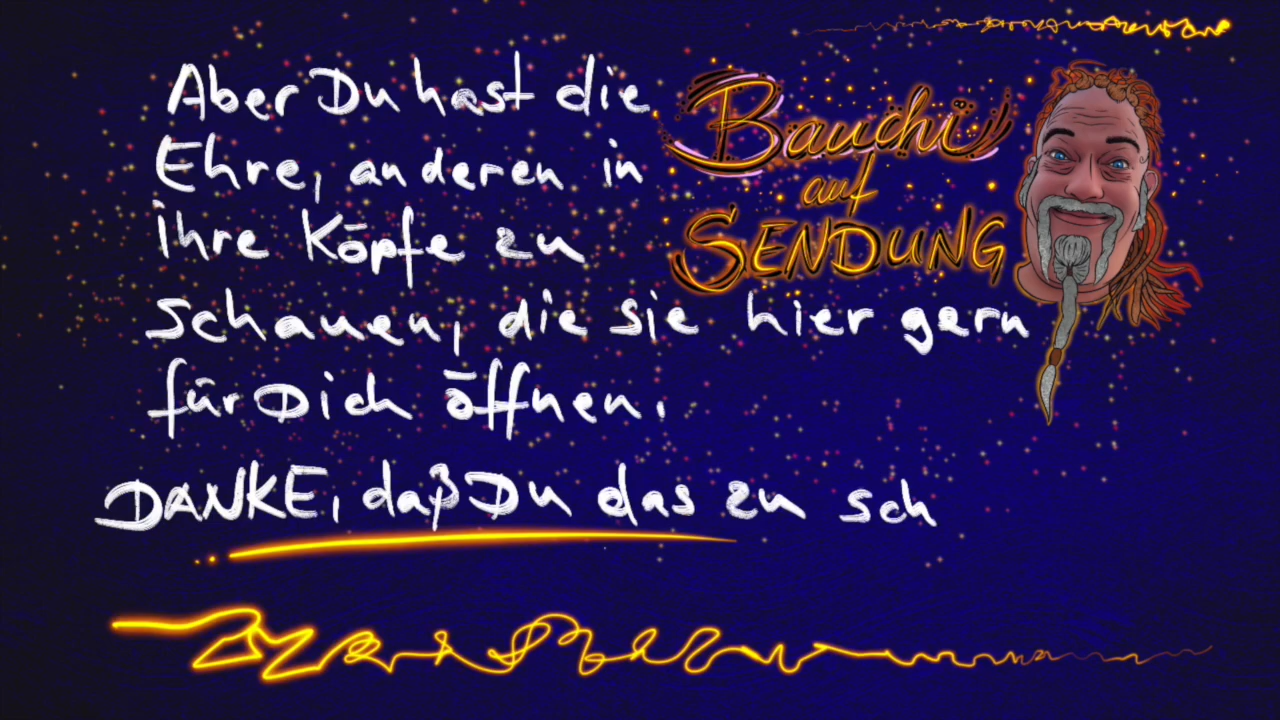 Aber Du hast die
Ehre, anderen in
ihre Köpfe zu
schauen, die sie hier gern
für Dich öffnen.
DANKE, daß Du das zu sch
Bauchi
auf
SENDUNG